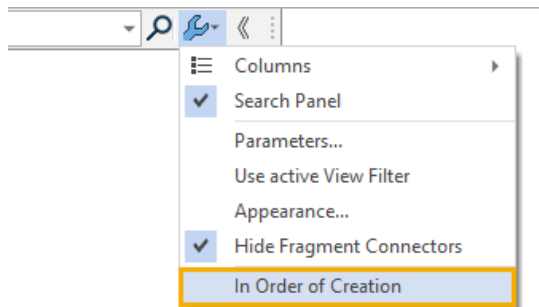 Columns
Search Panel
Parameters...
Use active View Filter
Appearance...
Hide Fragment Connectors
In Order of Creation